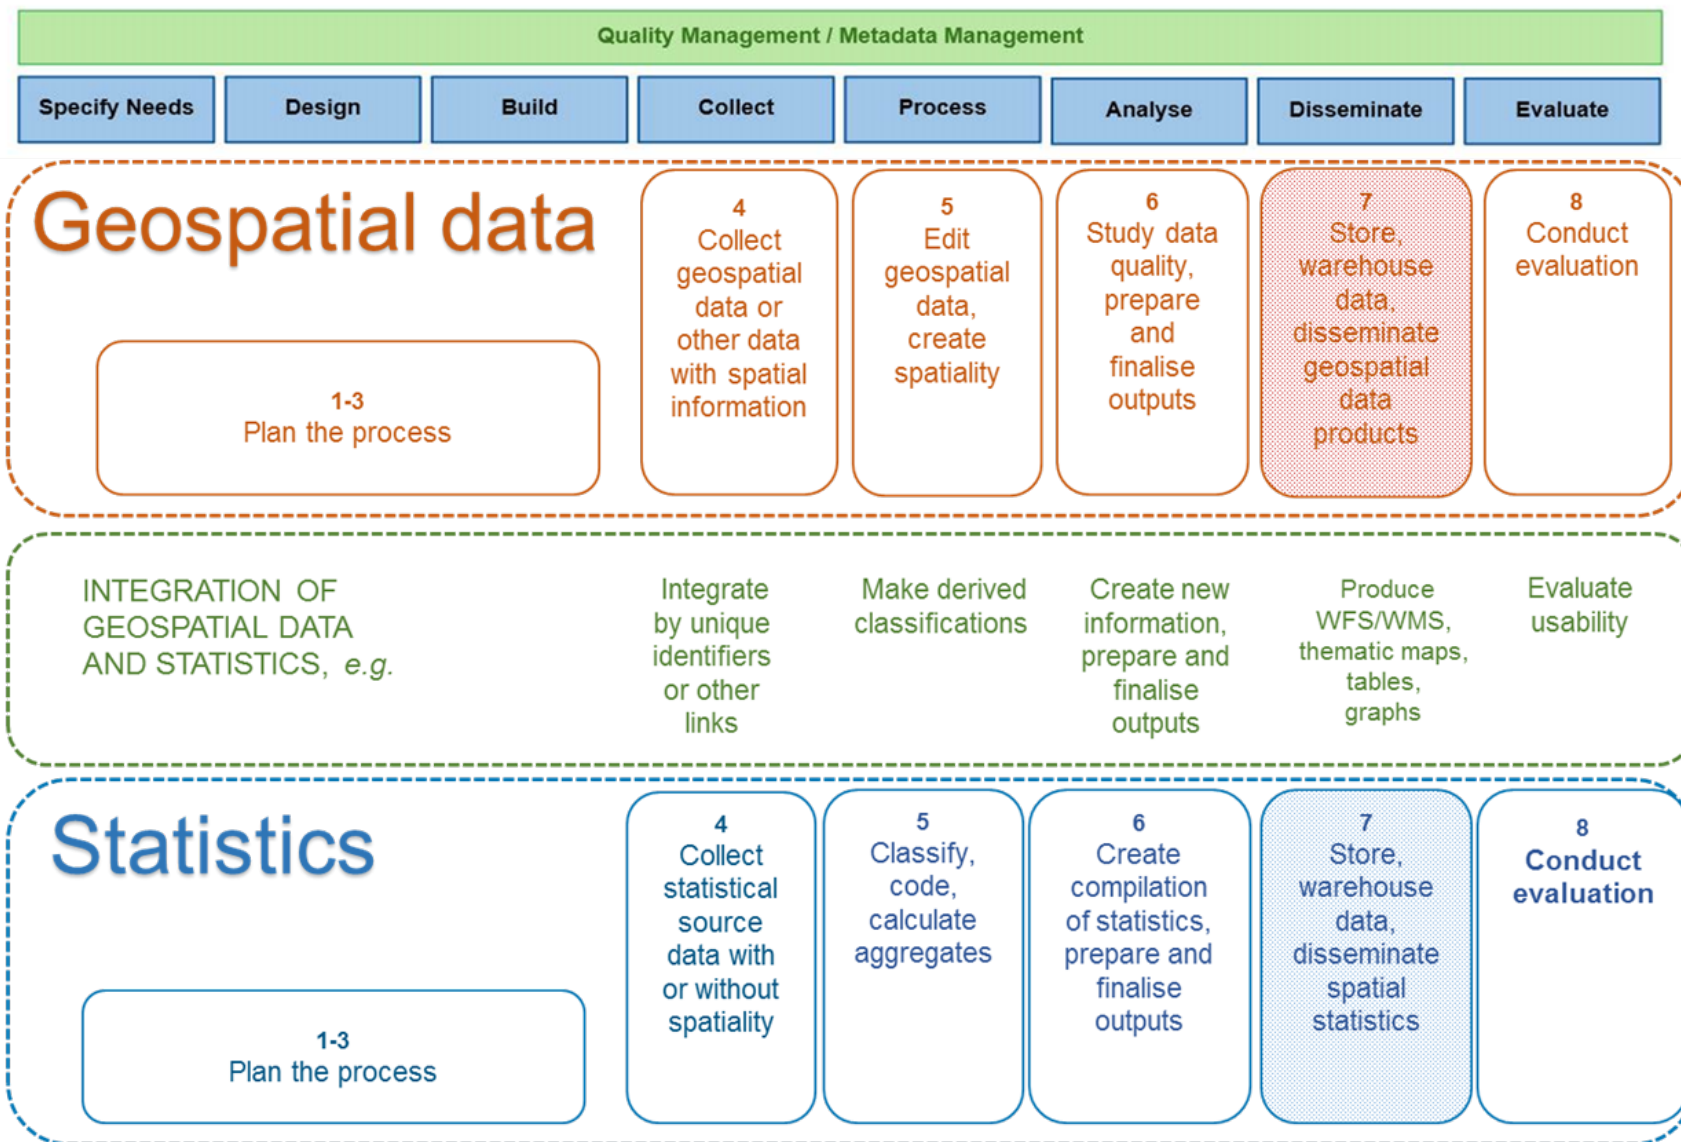 Quality Management / Metadata Management
Specify Needs
Design
Build
Collect
Process
Analyse
Disseminate
Evaluate
Geospatial data
1-3
Plan the process
4
Collect
geospatial
data or
other data
with spatial
information
5
Edit
geospatial
data,
create
spatiality
6
Study data
quality,
prepare
and
finalise
outputs
7
Store,
warehouse
data,
disseminate
geospatial
data
products
8
Conduct
evaluation
INTEGRATION OF
GEOSPATIAL DATA
AND STATISTICS, e.g.
Integrate
by unique
identifiers
or other
links
Make derived
classifications
Create new
information,
prepare and
finalise
outputs
Produce
WFS/WMS,
thematic maps,
tables,
graphs
Evaluate
usability
Statistics
1-3
Plan the process
4
Collect
statistical
source
data with
or without
spatiality
5
Classify,
code,
calculate
aggregates
6
Create
compilation
of statistics,
prepare and
finalise
outputs
7
Store,
warehouse
data,
disseminate
spatial
statistics
8
Conduct
evaluation